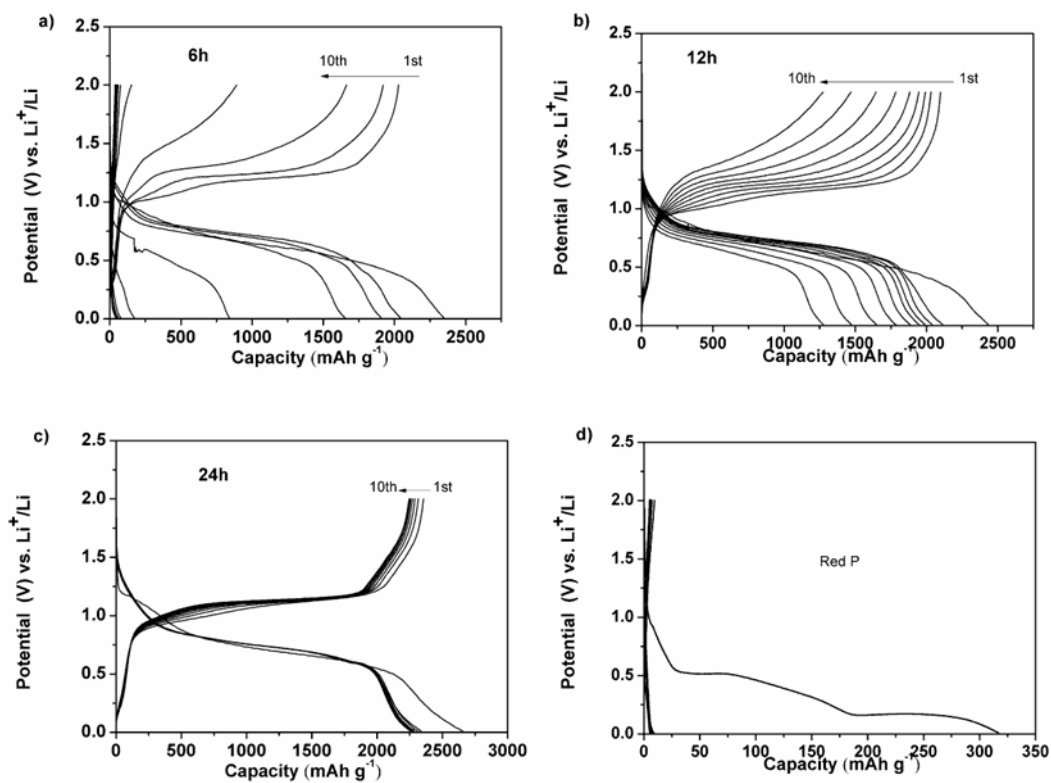 a)
6h
10th
1st
2.5
2.0
1.5
1.0
0.5
0.0
Potential (V) vs. Li⁺/Li
0 500 1000 1500 2000 2500
Capacity (mAh g⁻¹)
b)
12h
10th
1st
2.5
2.0
1.5
1.0
0.5
0.0
Potential (V) vs. Li⁺/Li
0 500 1000 1500 2000 2500
Capacity (mAh g⁻¹)
c)
24h
10th
1st
2.5
2.0
1.5
1.0
0.5
0.0
Potential (V) vs. Li⁺/Li
0 500 1000 1500 2000 2500 3000
Capacity (mAh g⁻¹)
d)
Red P
2.5
2.0
1.5
1.0
0.5
0.0
Potential (V) vs. Li⁺/Li
0 50 100 150 200 250 300 350
Capacity (mAh g⁻¹)